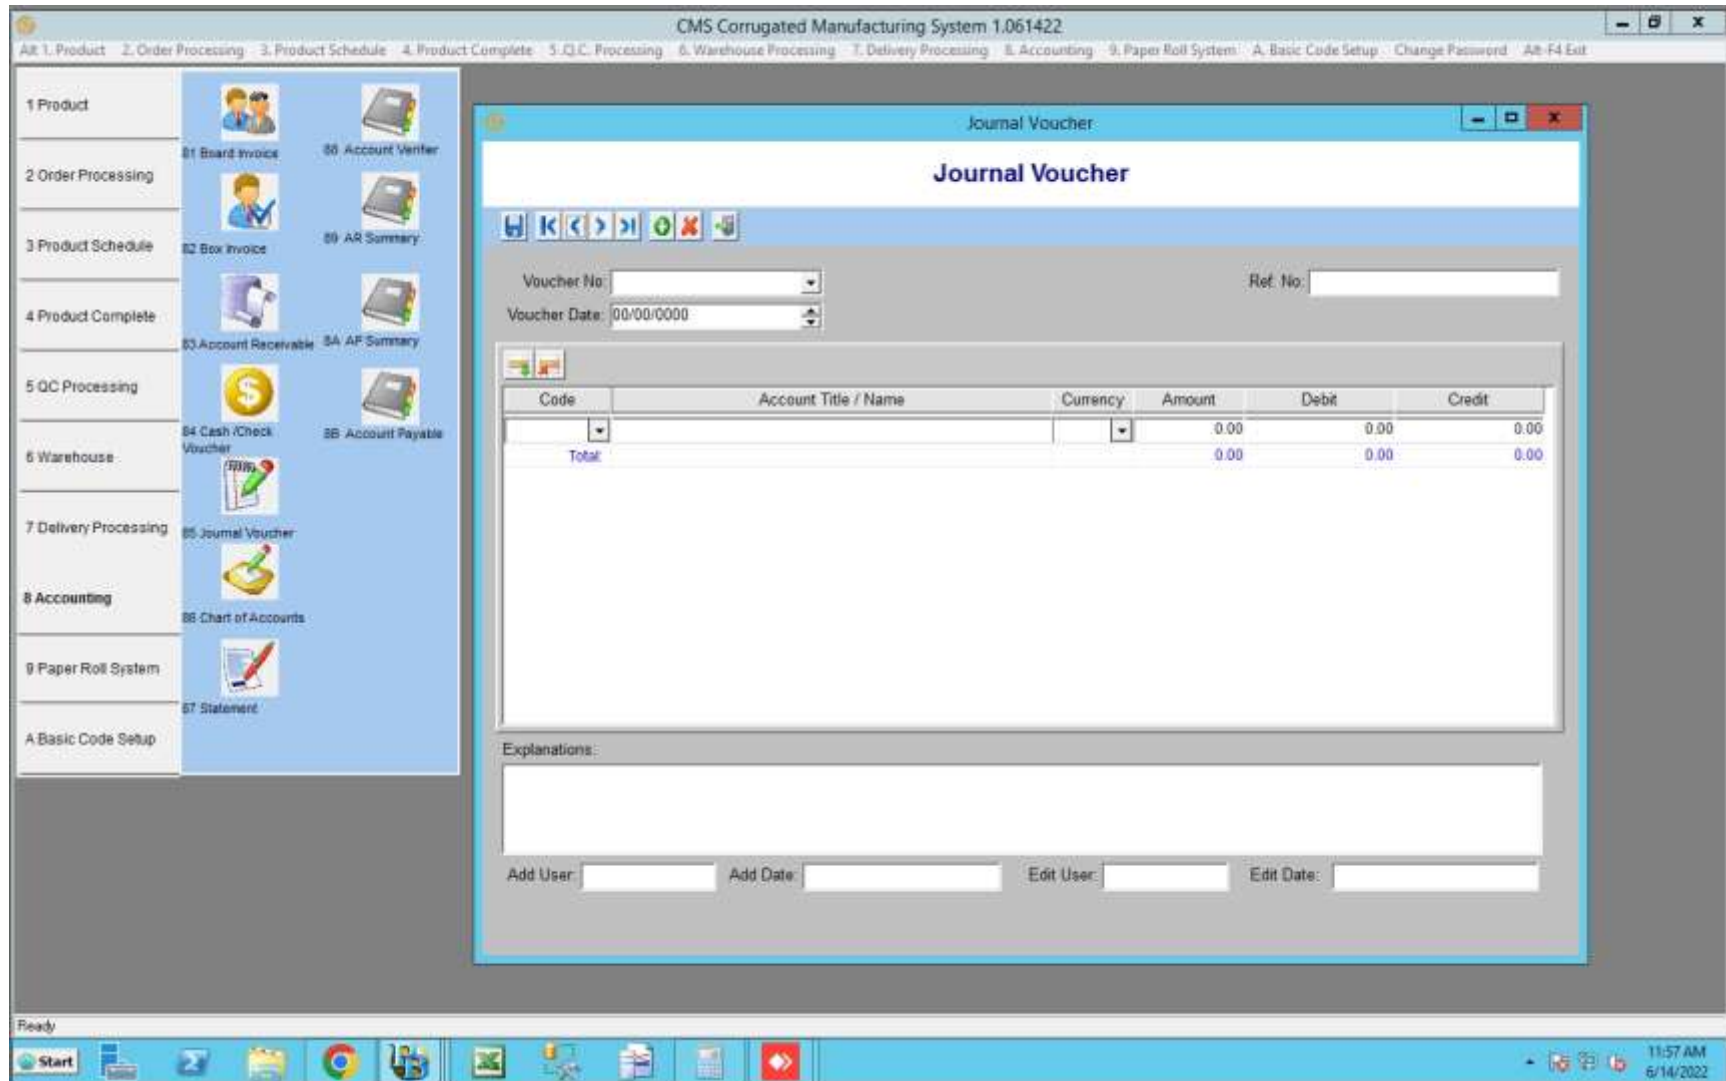 CMS Corrugated Manufacturing System 1.061422
Alt 1. Product 2. Order Processing 3. Product Schedule 4. Product Complete 5 .Q.C. Processing 6. Warehouse Processing 7. Delivery Processing 8. Accounting 9. Paper Roll System A. Basic Code Setup Change Password Alt-F4 Exit
1 Product
2 Order Processing
3 Product Schedule
4 Product Complete
5 QC Processing
6 Warehouse
7 Delivery Processing
8 Accounting
9 Paper Roll System
A Basic Code Setup
81 Board Invoice
88 Account Verifier
82 Box Invoice
89 AR Summary
83 Account Receivable
8A AP Summary
84 Cash /Check
Voucher
8B Account Payable
85 Journal Voucher
86 Chart of Accounts
87 Statement
Journal Voucher
Journal Voucher
Voucher No:
Ref. No:
Voucher Date: 00/00/0000
Code Account Title / Name Currency Amount Debit Credit
0.00 0.00 0.00
Total: 0.00 0.00 0.00
Explanations:
Add User: Add Date: Edit User: Edit Date:
Ready
Start
11:57 AM
6/14/2022